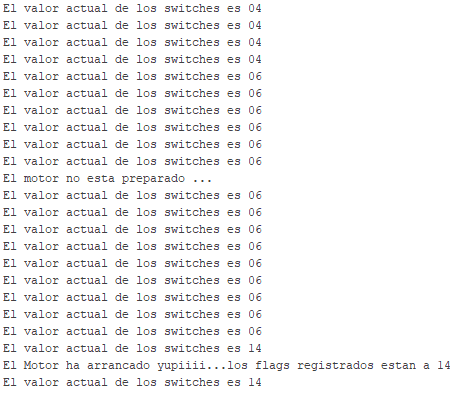 El valor actual de los switches es 04
El valor actual de los switches es 04
El valor actual de los switches es 04
El valor actual de los switches es 04
El valor actual de los switches es 06
El valor actual de los switches es 06
El valor actual de los switches es 06
El valor actual de los switches es 06
El valor actual de los switches es 06
El valor actual de los switches es 06
El motor no esta preparado ...
El valor actual de los switches es 06
El valor actual de los switches es 06
El valor actual de los switches es 06
El valor actual de los switches es 06
El valor actual de los switches es 06
El valor actual de los switches es 06
El valor actual de los switches es 06
El valor actual de los switches es 06
El valor actual de los switches es 06
El valor actual de los switches es 14
El Motor ha arrancado yupiiii...los flags registrados estan a 14
El valor actual de los switches es 14